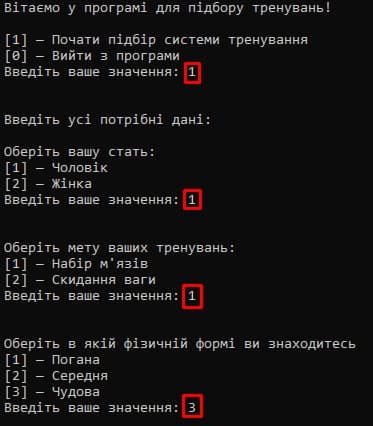 Вітаємо у програмі для підбору тренувань!
[1] – Почати підбір системи тренування
[0] – Вийти з програми
Введіть ваше значення: 1
Введіть усі потрібні дані:
Оберіть вашу стать:
[1] – Чоловік
[2] – Жінка
Введіть ваше значення: 1
Оберіть мету ваших тренувань:
[1] – Набір м'язів
[2] – Скидання ваги
Введіть ваше значення: 1
Оберіть в якій фізичній формі ви знаходитесь
[1] – Погана
[2] – Середня
[3] – Чудова
Введіть ваше значення: 3